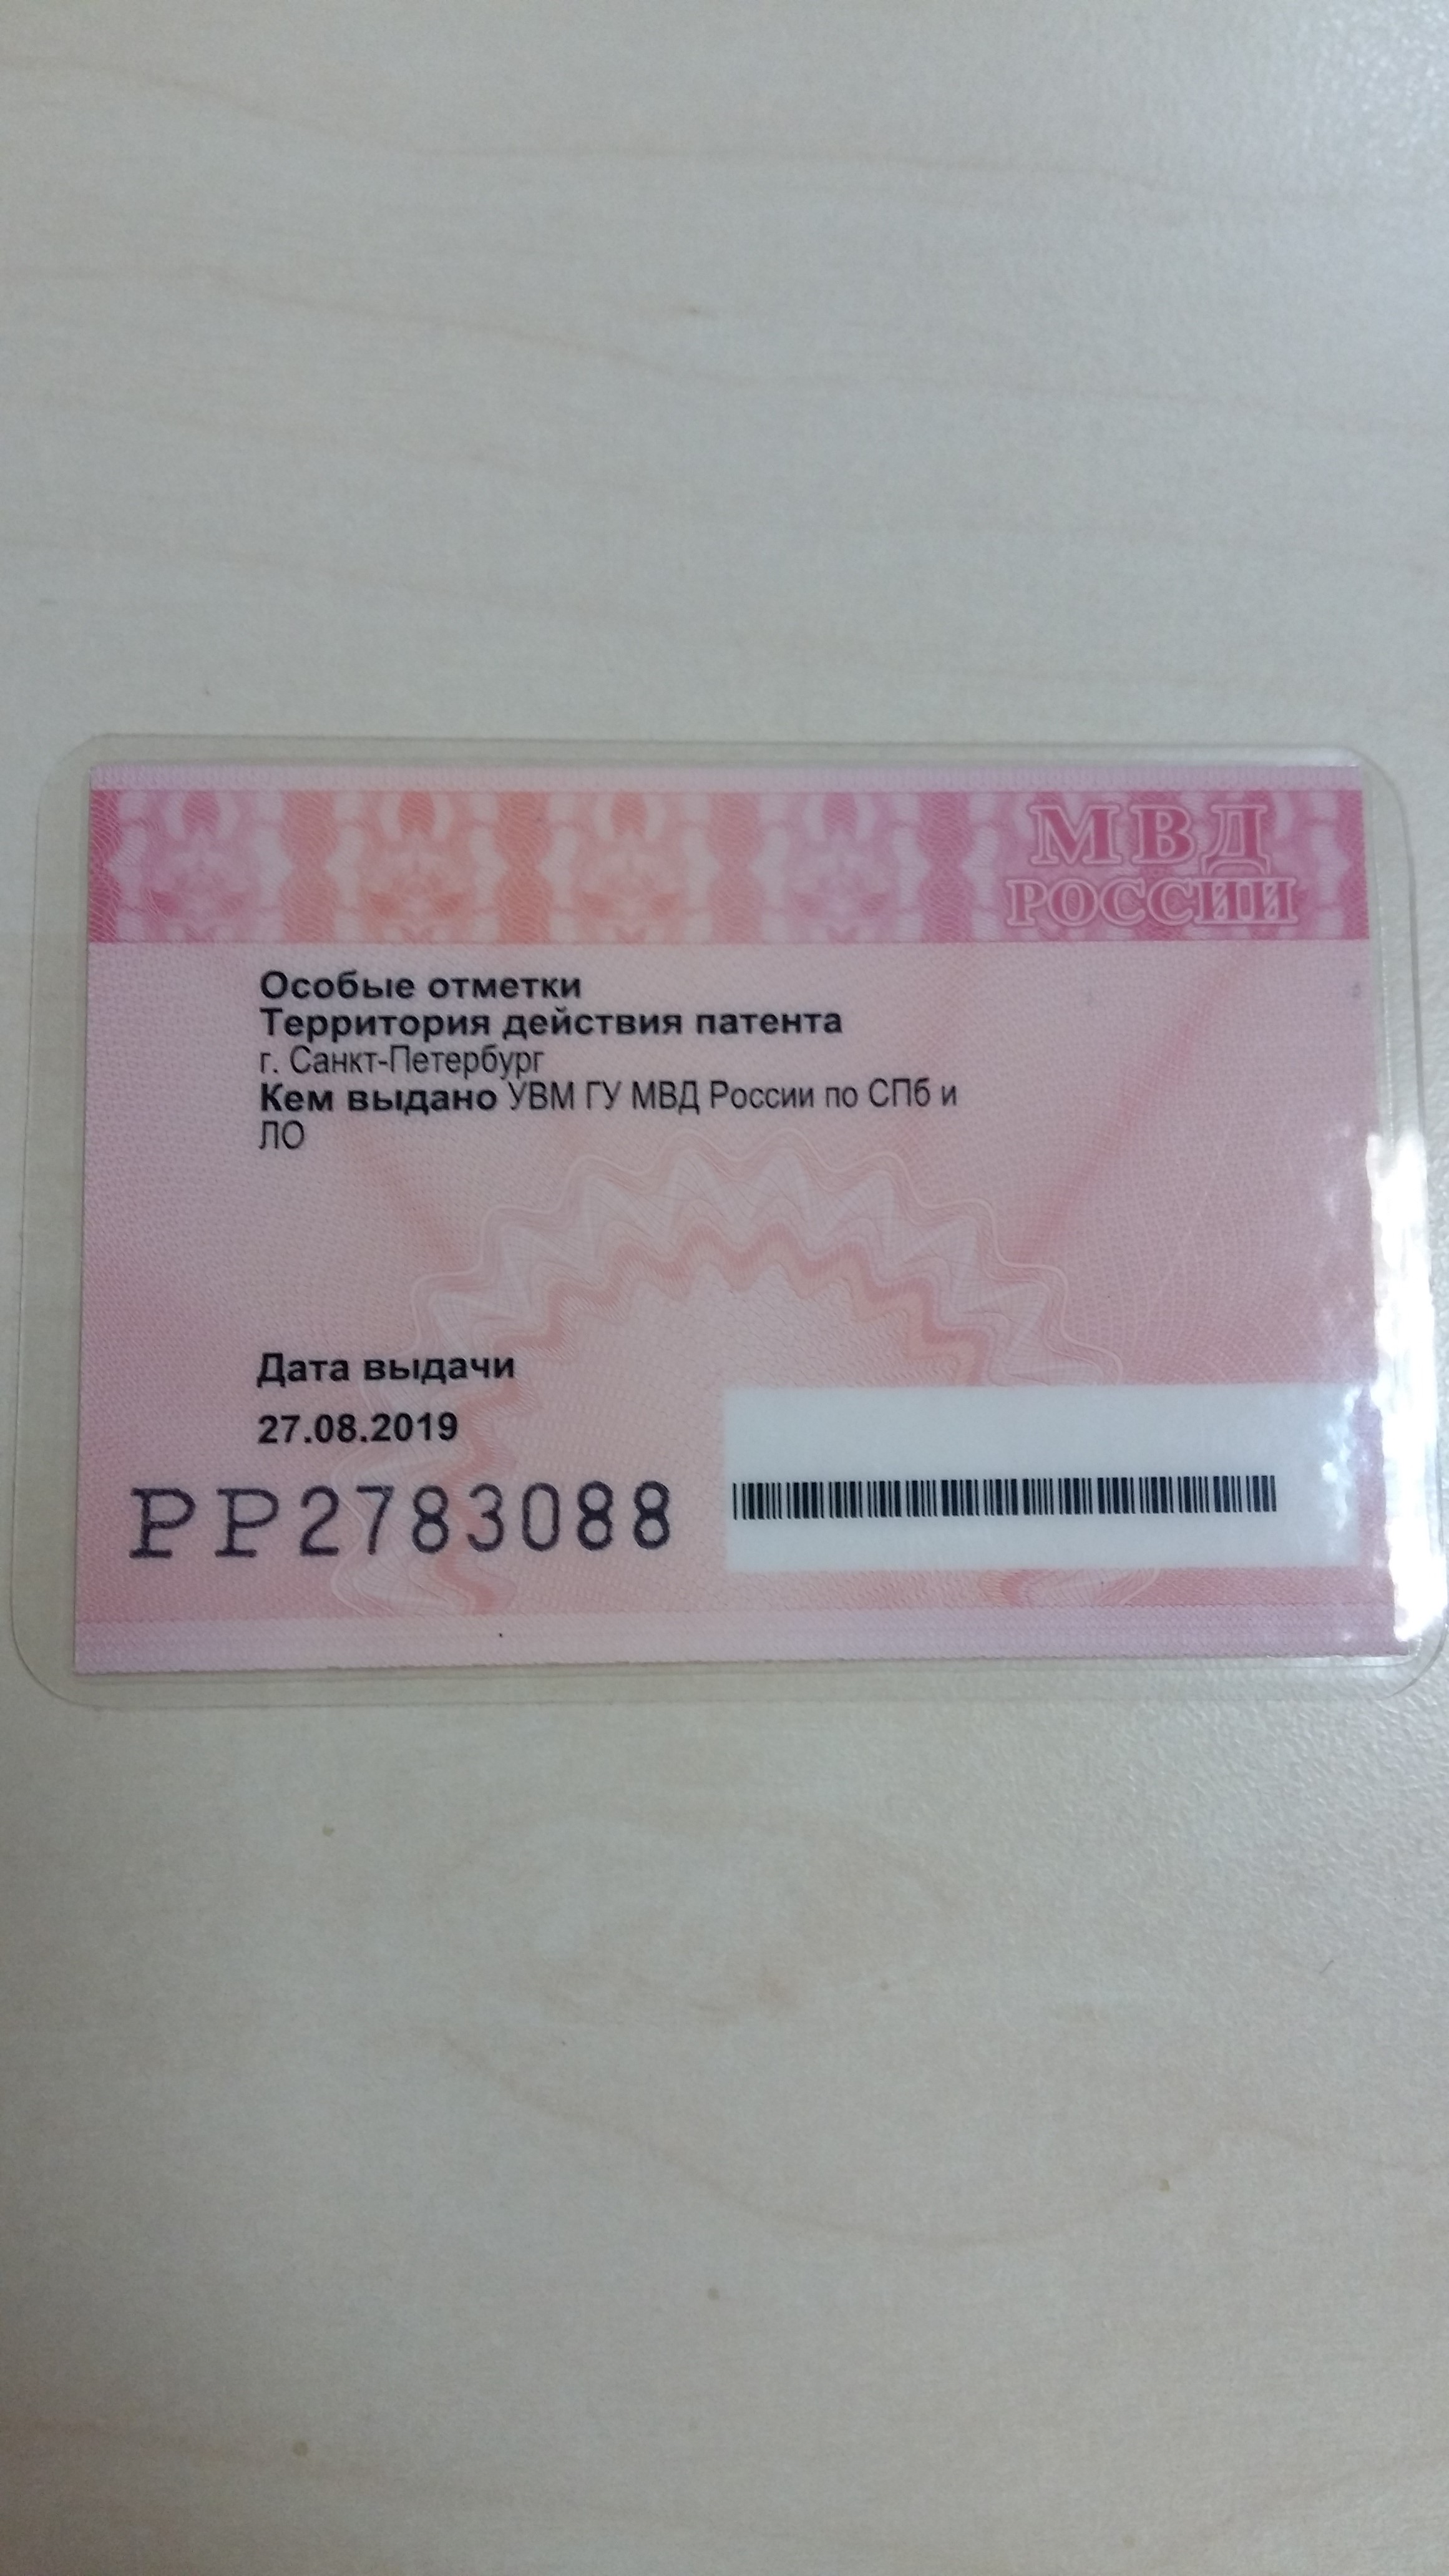 МВД
РОССИИ
Особые отметки
Территория действия патента
г. Санкт-Петербург
Кем выдано УВМ ГУ МВД России по СПб и
ЛО
Дата выдачи
27.08.2019
РР2783088